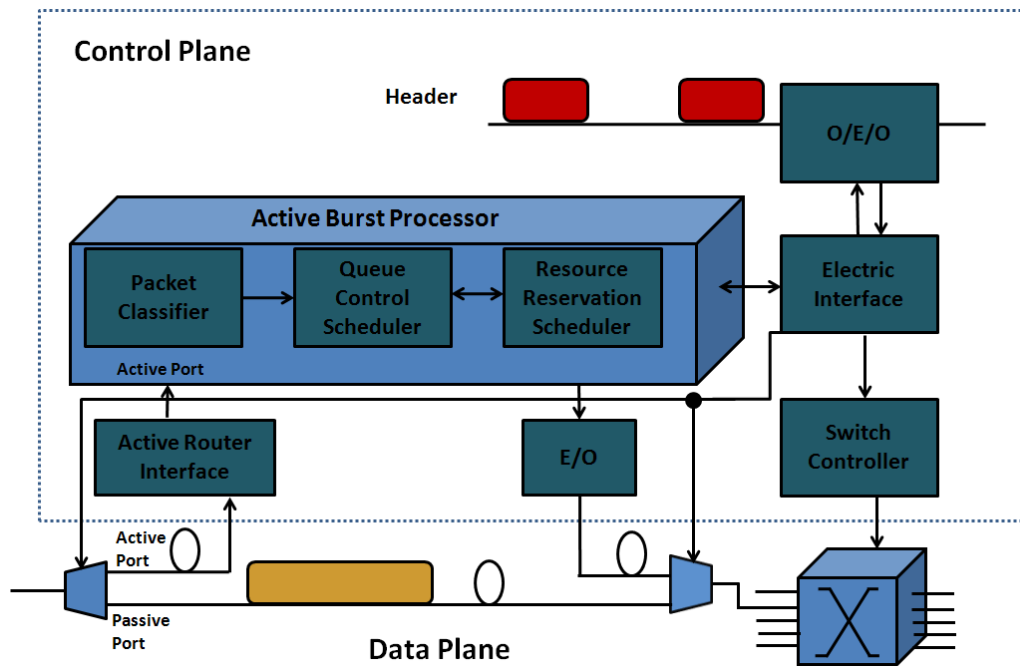 Control Plane
Header
O/E/O
Active Burst Processor
Packet
Classifier
Queue
Control
Scheduler
Resource
Reservation
Scheduler
Electric
Interface
Active Port
Active Router
Interface
E/O
Switch
Controller
Active
Port
Passive
Port
Data Plane